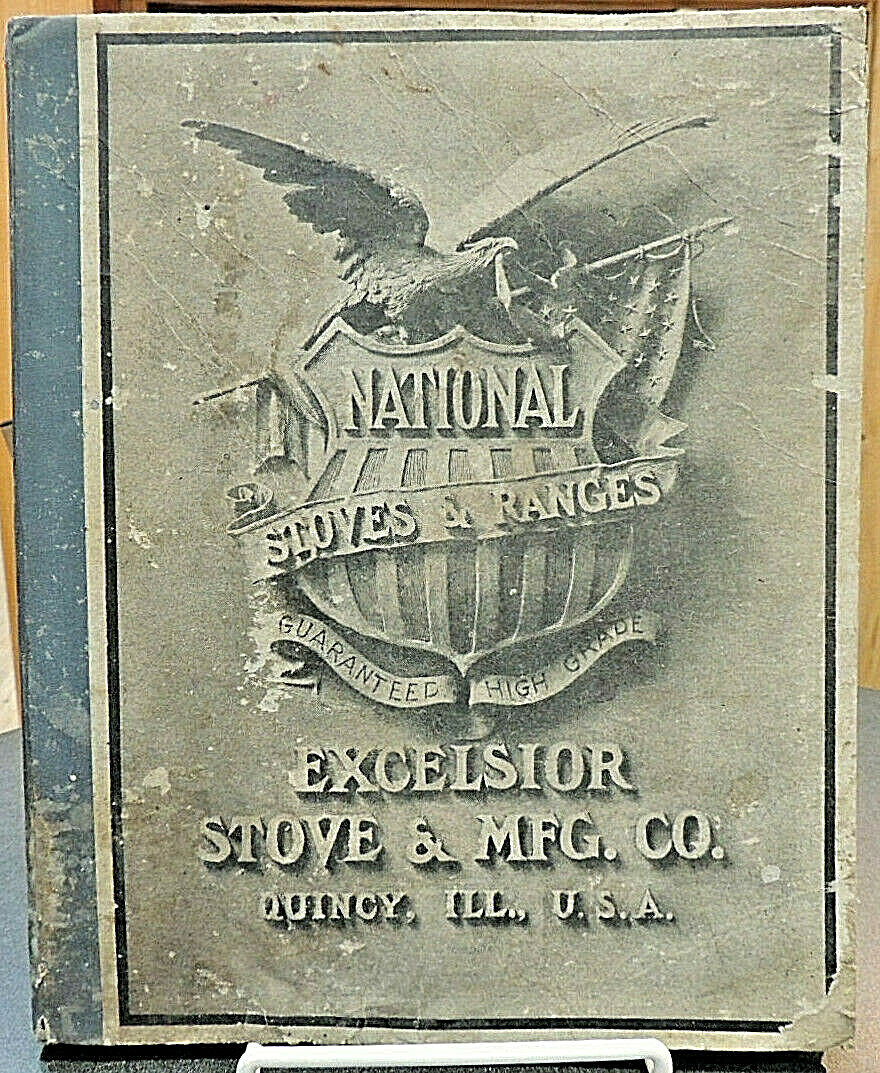 NATIONAL
STOVES & RANGES
GUARANTEED HIGH GRADE
EXCELSIOR
STOVE & MFG. CO.
QUINCY, ILL., U.S.A.